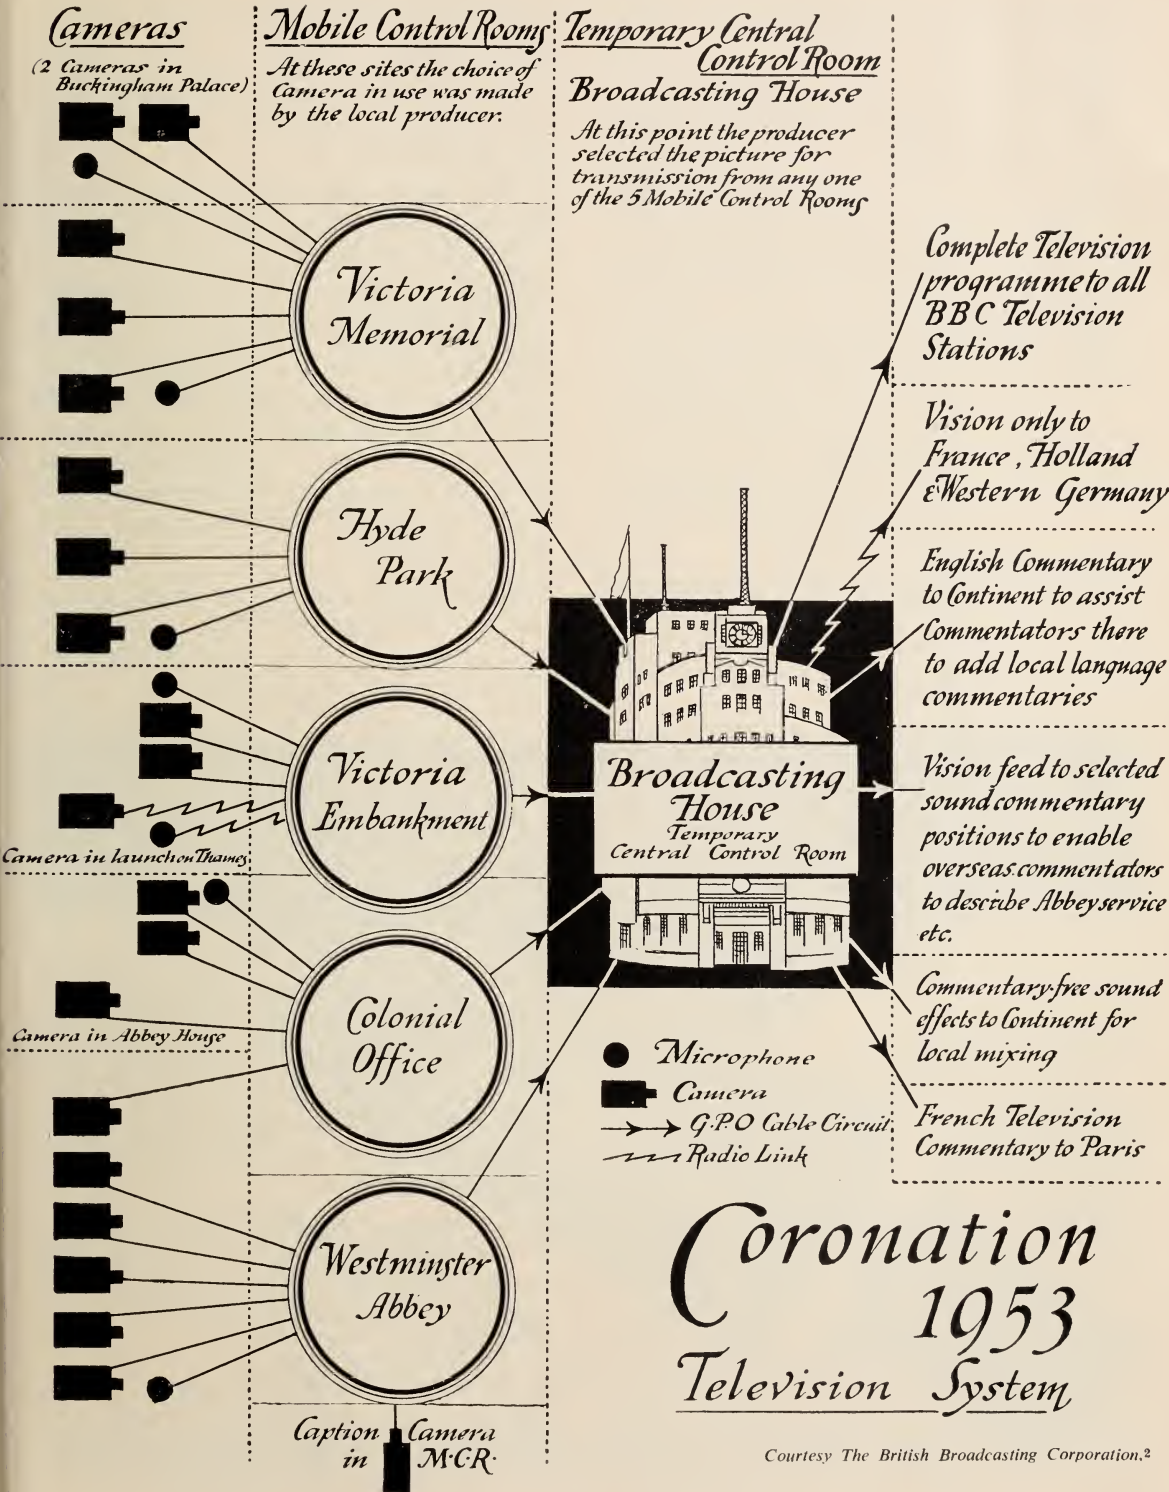 Cameras
(2 Cameras in
Buckingham Palace)
Mobile Control Rooms
At these sites the choice of
Camera in use was made
by the local producer.
Temporary Central
Control Room
Broadcasting House
At this point the producer
selected the picture for
transmission from any one
of the 5 Mobile Control Rooms
Victoria
Memorial
Hyde
Park
Victoria
Embankment
Camera in launch on Thames
Colonial
Office
Camera in Abbey House
Westminster
Abbey
Caption Camera
in M·C·R·
Broadcasting
House
Temporary
Central Control Room
Complete Television
programme to all
BBC Television
Stations
Vision only to
France, Holland
& Western Germany
English Commentary
to Continent to assist
Commentators there
to add local language
commentaries
Vision feed to selected
sound commentary
positions to enable
overseas commentators
to describe Abbey service
etc.
Commentary-free sound
effects to Continent for
local mixing
French Television
Commentary to Paris
Microphone
Camera
G.P.O Cable Circuit
Radio Link
Coronation
1953
Television System
Courtesy The British Broadcasting Corporation.2